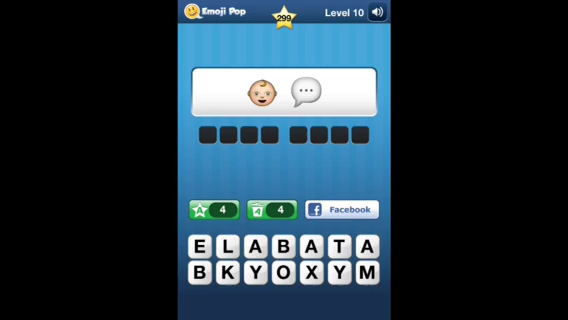 Emoji Pop
299
Level 10
4
4
Facebook
E L A B A T A
B K Y O X Y M